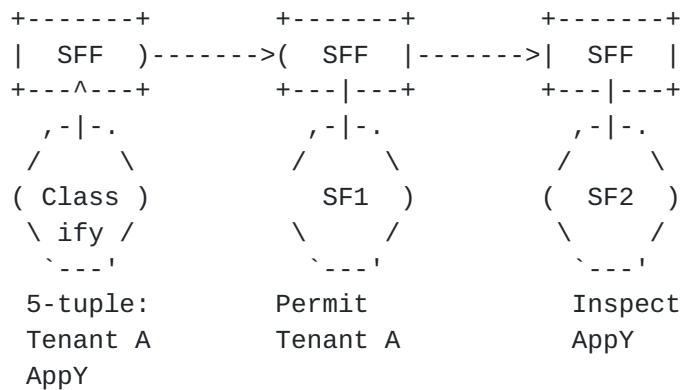 SFF SFF SFF
Class SF1 SF2
ify
5-tuple: Permit Inspect
Tenant A Tenant A AppY
AppY